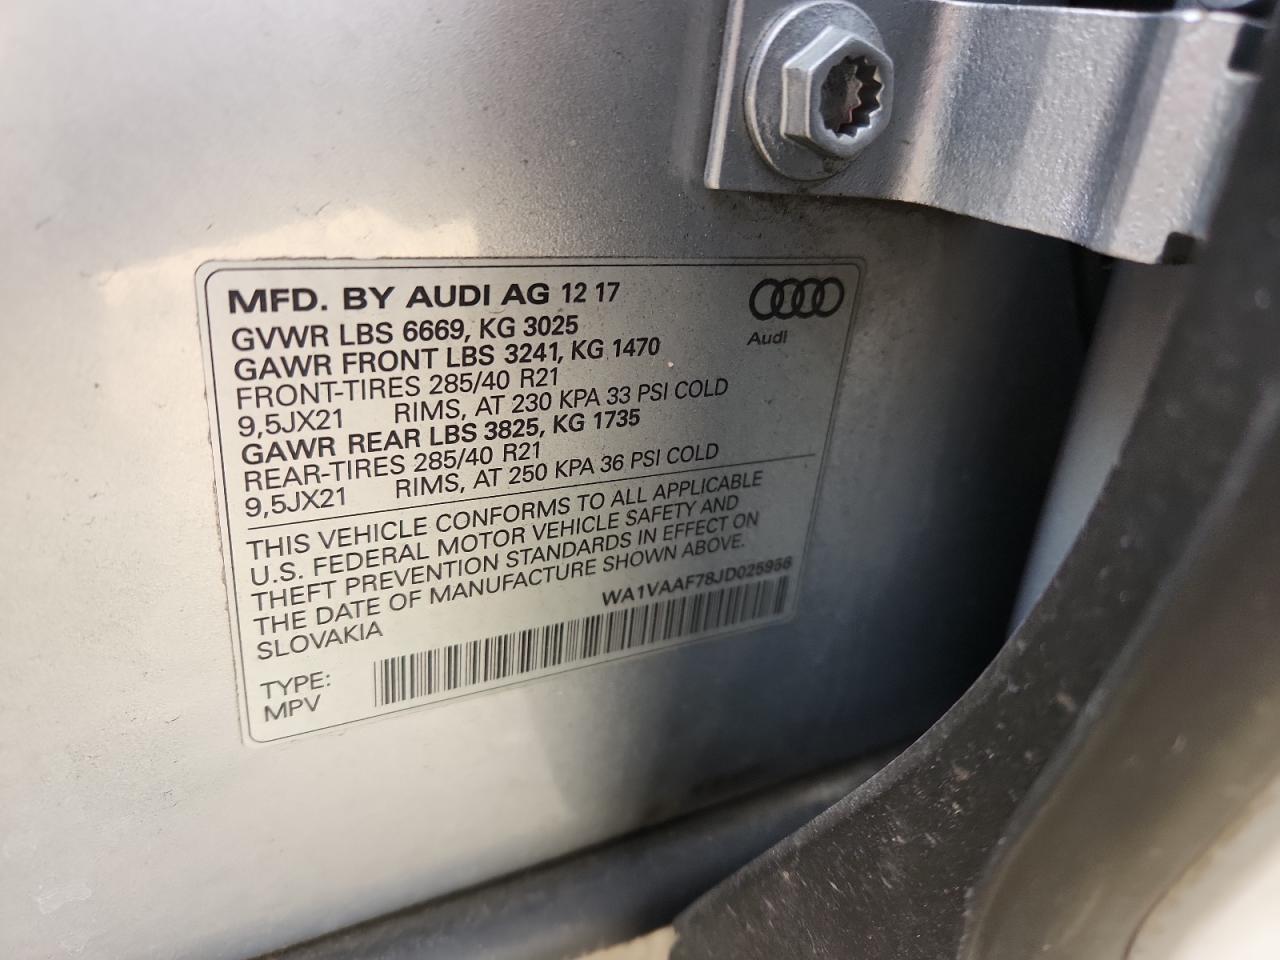 MFD. BY AUDI AG 12 17
Audi
GVWR LBS 6669, KG 3025
GAWR FRONT LBS 3241, KG 1470
FRONT-TIRES 285/40 R21
9,5JX21 RIMS, AT 230 KPA 33 PSI COLD
GAWR REAR LBS 3825, KG 1735
REAR-TIRES 285/40 R21
9,5JX21 RIMS, AT 250 KPA 36 PSI COLD
THIS VEHICLE CONFORMS TO ALL APPLICABLE
U.S. FEDERAL MOTOR VEHICLE SAFETY AND
THEFT PREVENTION STANDARDS IN EFFECT ON
THE DATE OF MANUFACTURE SHOWN ABOVE.
SLOVAKIA
WA1VAAF78JD025956
TYPE:
MPV